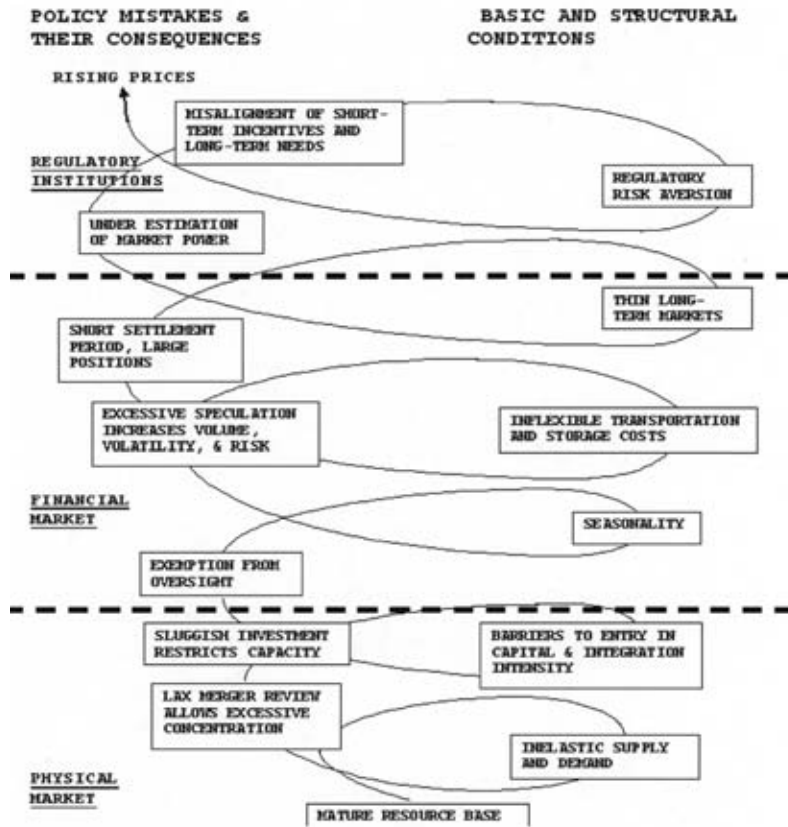 POLICY MISTAKES &
THEIR CONSEQUENCES
BASIC AND STRUCTURAL
CONDITIONS
RISING PRICES
MISALIGNMENT OF SHORT-
TERM INCENTIVES AND
LONG-TERM NEEDS
REGULATORY
INSTITUTIONS
REGULATORY
RISK AVERSION
UNDER ESTIMATION
OF MARKET POWER
THIN LONG-
TERM MARKETS
SHORT SETTLEMENT
PERIOD, LARGE
POSITIONS
EXCESSIVE SPECULATION
INCREASES VOLUME,
VOLATILITY, & RISK
INFLEXIBLE TRANSPORTATION
AND STORAGE COSTS
FINANCIAL
MARKET
SEASONALITY
EXEMPTION FROM
OVERSIGHT
SLUGGISH INVESTMENT
RESTRICTS CAPACITY
BARRIERS TO ENTRY IN
CAPITAL & INTEGRATION
INTENSITY
LAX MERGER REVIEW
ALLOWS EXCESSIVE
CONCENTRATION
INELASTIC SUPPLY
AND DEMAND
PHYSICAL
MARKET
MATURE RESOURCE BASE